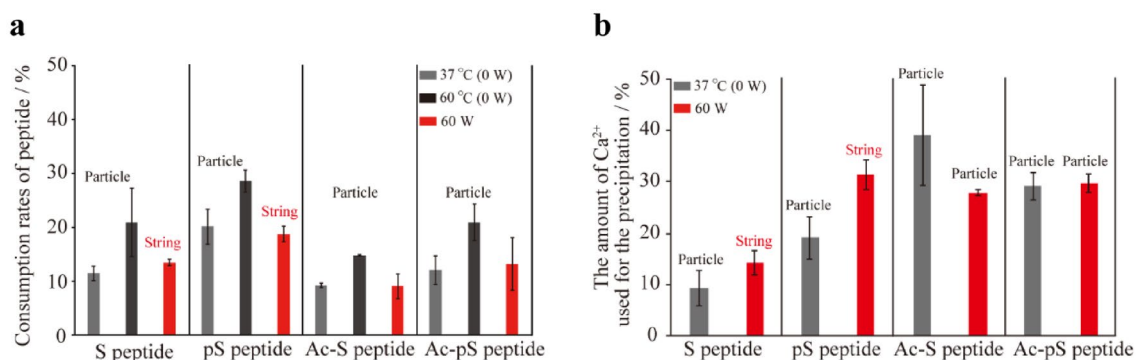 a
Consumption rates of peptide / %
50
40
30
20
10
0
37 °C (0 W)
60 °C (0 W)
60 W
Particle
String
Particle
String
Particle
Particle
S peptide
pS peptide
Ac-S peptide
Ac-pS peptide
b
The amount of Ca²⁺
used for the precipitation / %
50
40
30
20
10
0
37 °C (0 W)
60 W
Particle
String
Particle
String
Particle
Particle
Particle
Particle
S peptide
pS peptide
Ac-S peptide
Ac-pS peptide